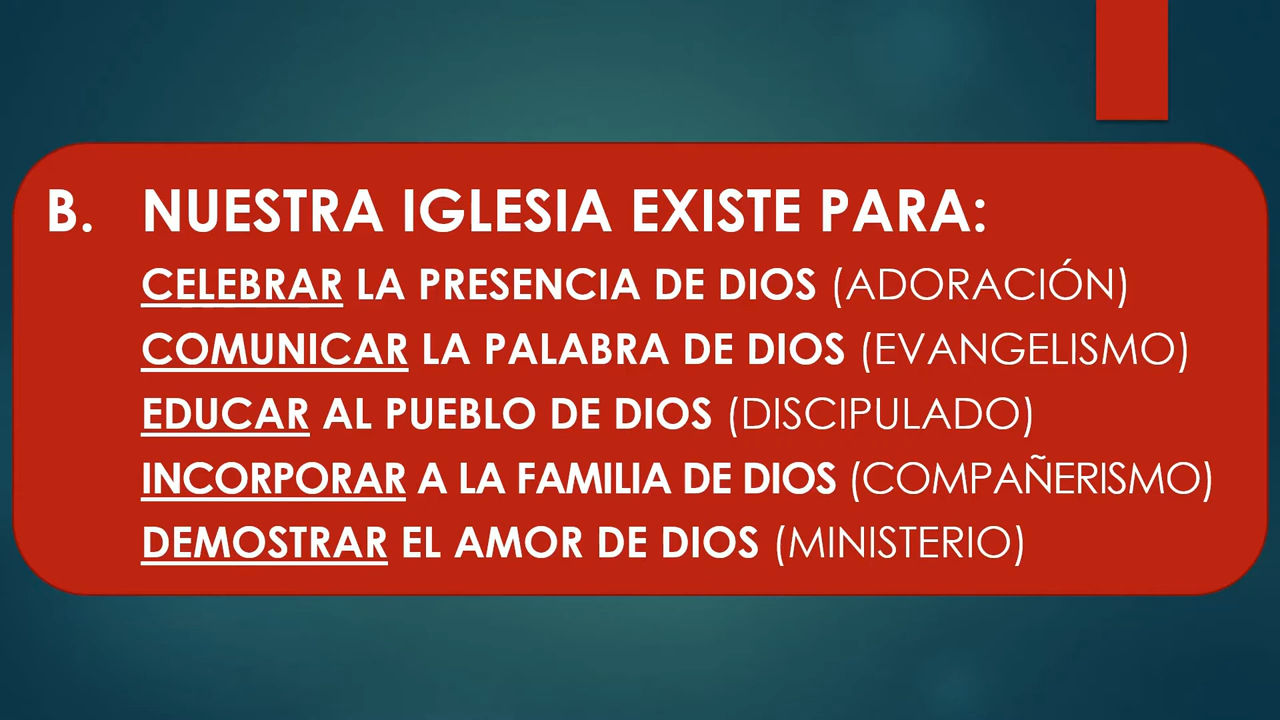 B. NUESTRA IGLESIA EXISTE PARA:
CELEBRAR LA PRESENCIA DE DIOS (ADORACIÓN)
COMUNICAR LA PALABRA DE DIOS (EVANGELISMO)
EDUCAR AL PUEBLO DE DIOS (DISCIPULADO)
INCORPORAR A LA FAMILIA DE DIOS (COMPAÑERISMO)
DEMOSTRAR EL AMOR DE DIOS (MINISTERIO)